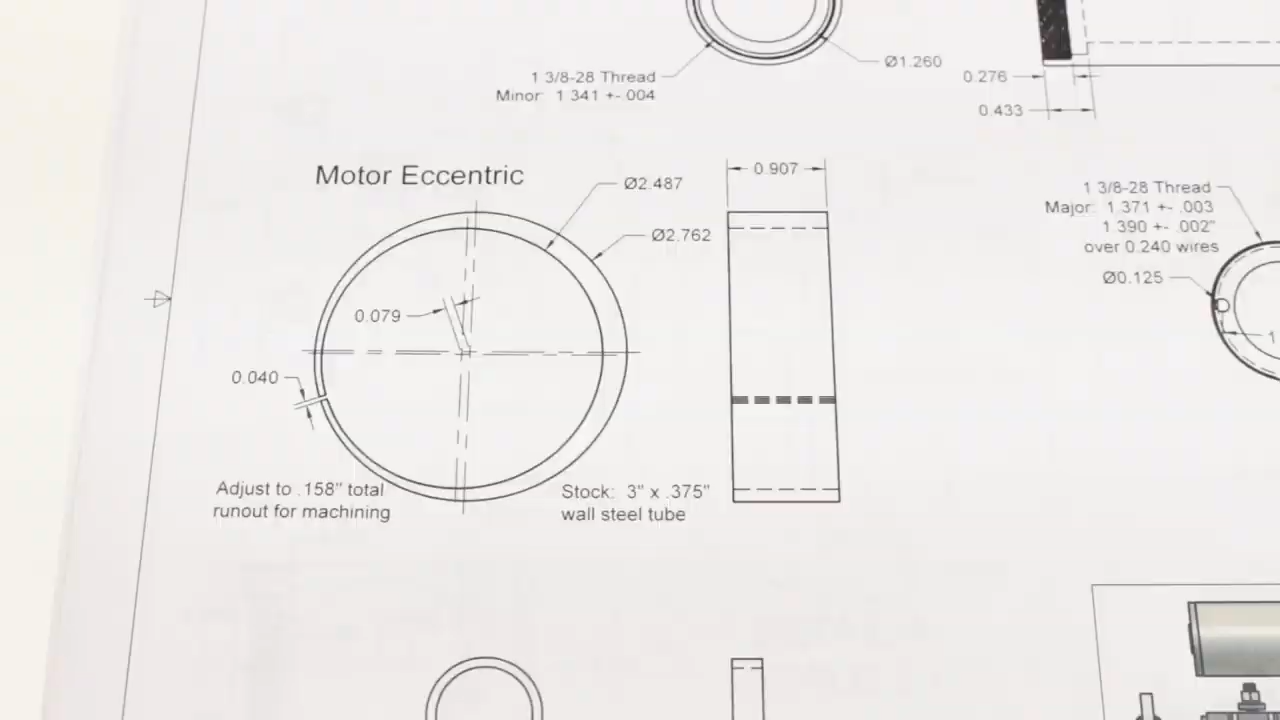 1 3/8-28 Thread
Minor: 1.341 +-.004
Ø1.260
0.276
0.433
Motor Eccentric
Ø2.487
Ø2.762
0.907
0.079
0.040
Adjust to .158" total
runout for machining
Stock: 3" x .375"
wall steel tube
1 3/8-28 Thread
Major: 1.371 +- .003
1.390 +- .002"
over 0.240 wires
Ø0.125